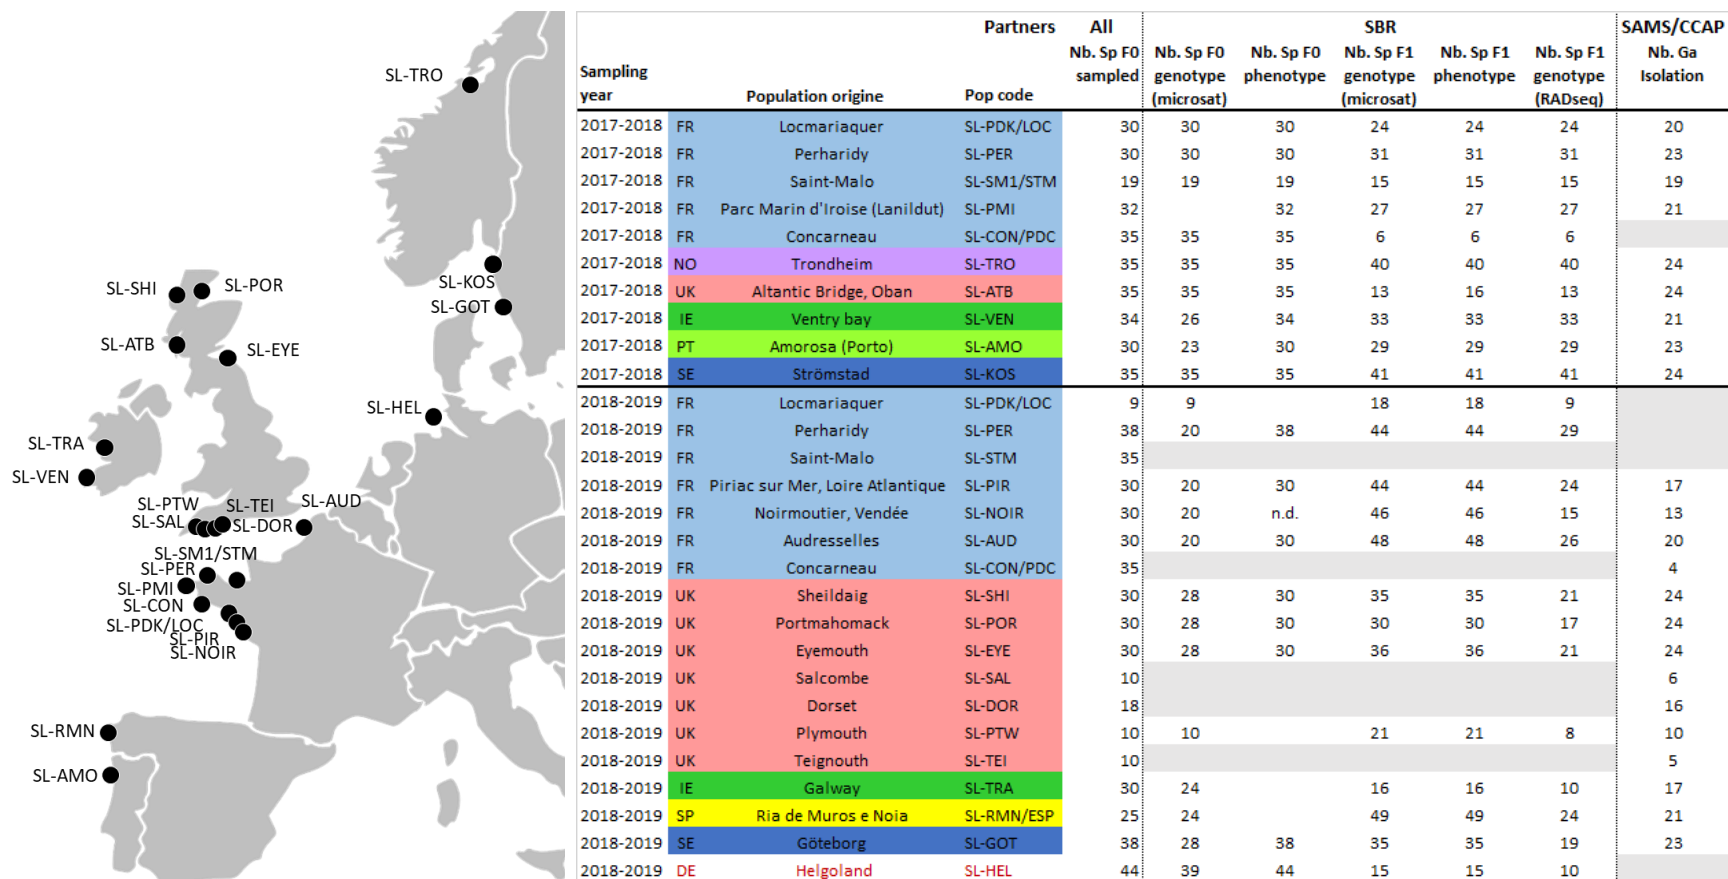 SL-TRO
SL-KOS
SL-GOT
SL-SHI
SL-POR
SL-ATB
SL-EYE
SL-HEL
SL-TRA
SL-VEN
SL-PTW
SL-TEI
SL-AUD
SL-SAL
SL-DOR
SL-SM1/STM
SL-PER
SL-PMI
SL-CON
SL-PDK/LOC
SL-PIR
SL-NOIR
SL-RMN
SL-AMO
Partners All SBR SAMS/CCAP
Sampling year Population origine Pop code Nb. Sp F0 sampled Nb. Sp F0 genotype (microsat) Nb. Sp F0 phenotype Nb. Sp F1 genotype (microsat) Nb. Sp F1 phenotype Nb. Sp F1 genotype (RADseq) Nb. Ga Isolation
2017-2018 FR Locmariaquer SL-PDK/LOC 30 30 30 24 24 24 20
2017-2018 FR Perharidy SL-PER 30 30 30 31 31 31 23
2017-2018 FR Saint-Malo SL-SM1/STM 19 19 19 15 15 15 19
2017-2018 FR Parc Marin d'Iroise (Lanildut) SL-PMI 32 32 27 27 27 21
2017-2018 FR Concarneau SL-CON/PDC 35 35 35 6 6 6
2017-2018 NO Trondheim SL-TRO 35 35 35 40 40 40 24
2017-2018 UK Altantic Bridge, Oban SL-ATB 35 35 35 13 16 13 24
2017-2018 IE Ventry bay SL-VEN 34 26 34 33 33 33 21
2017-2018 PT Amorosa (Porto) SL-AMO 30 23 30 29 29 29 23
2017-2018 SE Strömstad SL-KOS 35 35 35 41 41 41 24
2018-2019 FR Locmariaquer SL-PDK/LOC 9 9 18 18 9
2018-2019 FR Perharidy SL-PER 38 20 38 44 44 29
2018-2019 FR Saint-Malo SL-STM 35
2018-2019 FR Piriac sur Mer, Loire Atlantique SL-PIR 30 20 30 44 44 24 17
2018-2019 FR Noirmoutier, Vendée SL-NOIR 30 20 n.d. 46 46 15 13
2018-2019 FR Audresselles SL-AUD 30 20 30 48 48 26 20
2018-2019 FR Concarneau SL-CON/PDC 35 4
2018-2019 UK Sheildaig SL-SHI 30 28 30 35 35 21 24
2018-2019 UK Portmahomack SL-POR 30 28 30 30 30 17 24
2018-2019 UK Eyemouth SL-EYE 30 28 30 36 36 21 24
2018-2019 UK Salcombe SL-SAL 10 6
2018-2019 UK Dorset SL-DOR 18 16
2018-2019 UK Plymouth SL-PTW 10 10 21 21 8 10
2018-2019 UK Teignouth SL-TEI 10 5
2018-2019 IE Galway SL-TRA 30 24 16 16 10 17
2018-2019 SP Ria de Muros e Noia SL-RMN/ESP 25 24 49 49 24 21
2018-2019 SE Göteborg SL-GOT 38 28 38 35 35 19 23
2018-2019 DE Helgoland SL-HEL 44 39 44 15 15 10